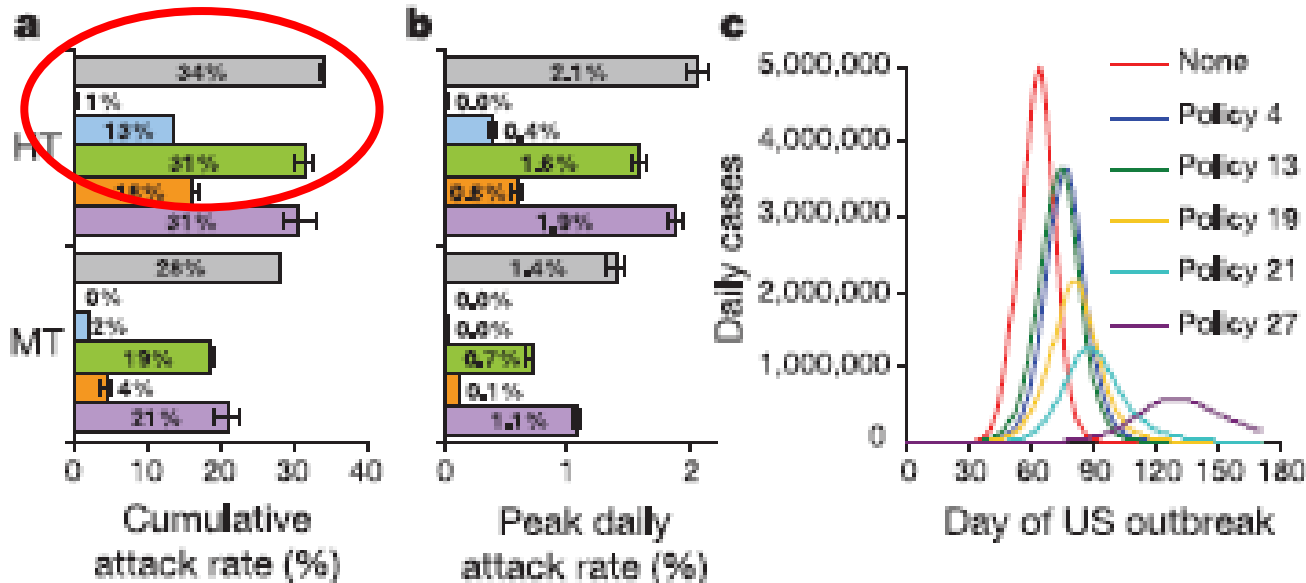 a
34%
1%
13%
HT
31%
16%
31%
28%
0%
2%
MT
19%
4%
21%
0 10 20 30 40
Cumulative
attack rate (%)
b
2.1%
0.0%
0.4%
1.6%
0.6%
1.9%
1.4%
0.0%
0.0%
0.7%
0.1%
1.1%
0 1 2
Peak daily
attack rate (%)
c
5,000,000
4,000,000
3,000,000
2,000,000
1,000,000
0
Daily cases
None
Policy 4
Policy 13
Policy 19
Policy 21
Policy 27
0 30 60 90 120 150 180
Day of US outbreak